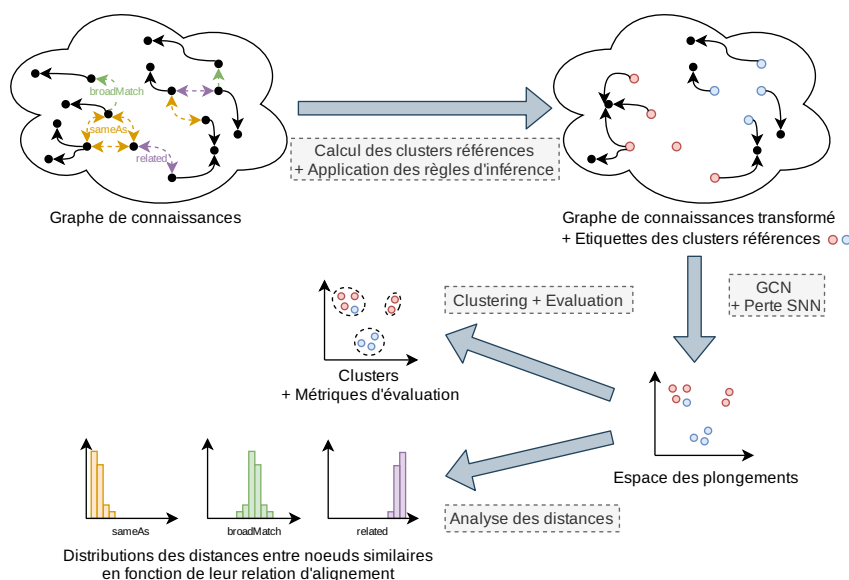 broadMatch
sameAs
related
Graphe de connaissances
Calcul des clusters références
+ Application des règles d'inférence
Graphe de connaissances transformé
+ Etiquettes des clusters références
GCN
+ Perte SNN
Clustering + Evaluation
Clusters
+ Métriques d'évaluation
Espace des plongements
Analyse des distances
sameAs
broadMatch
related
Distributions des distances entre noeuds similaires
en fonction de leur relation d'alignement